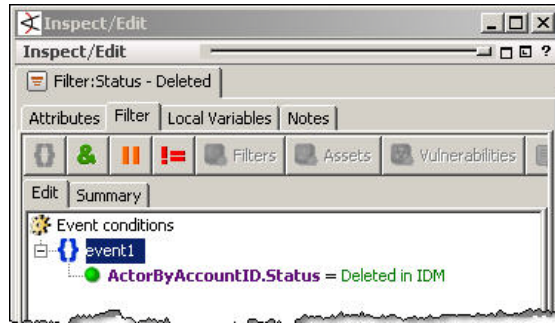 Inspect/Edit
Inspect/Edit ?
Filter:Status - Deleted
Attributes Filter Local Variables Notes
{} & || != Filters Assets Vulnerabilities
Edit Summary
Event conditions
{} event1
ActorByAccountID.Status = Deleted in IDM